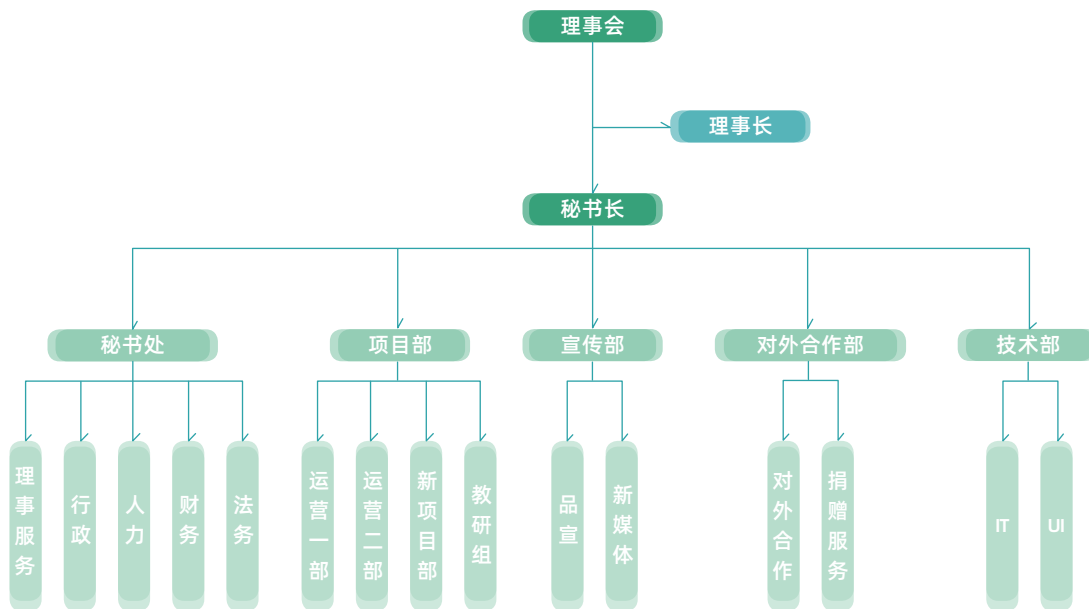 理事会
理事长
秘书长
秘书处
项目部
宣传部
对外合作部
技术部
理事服务
行政
人力
财务
法务
运营一部
运营二部
新项目部
教研组
品宣
新媒体
对外合作
捐赠服务
IT
UI